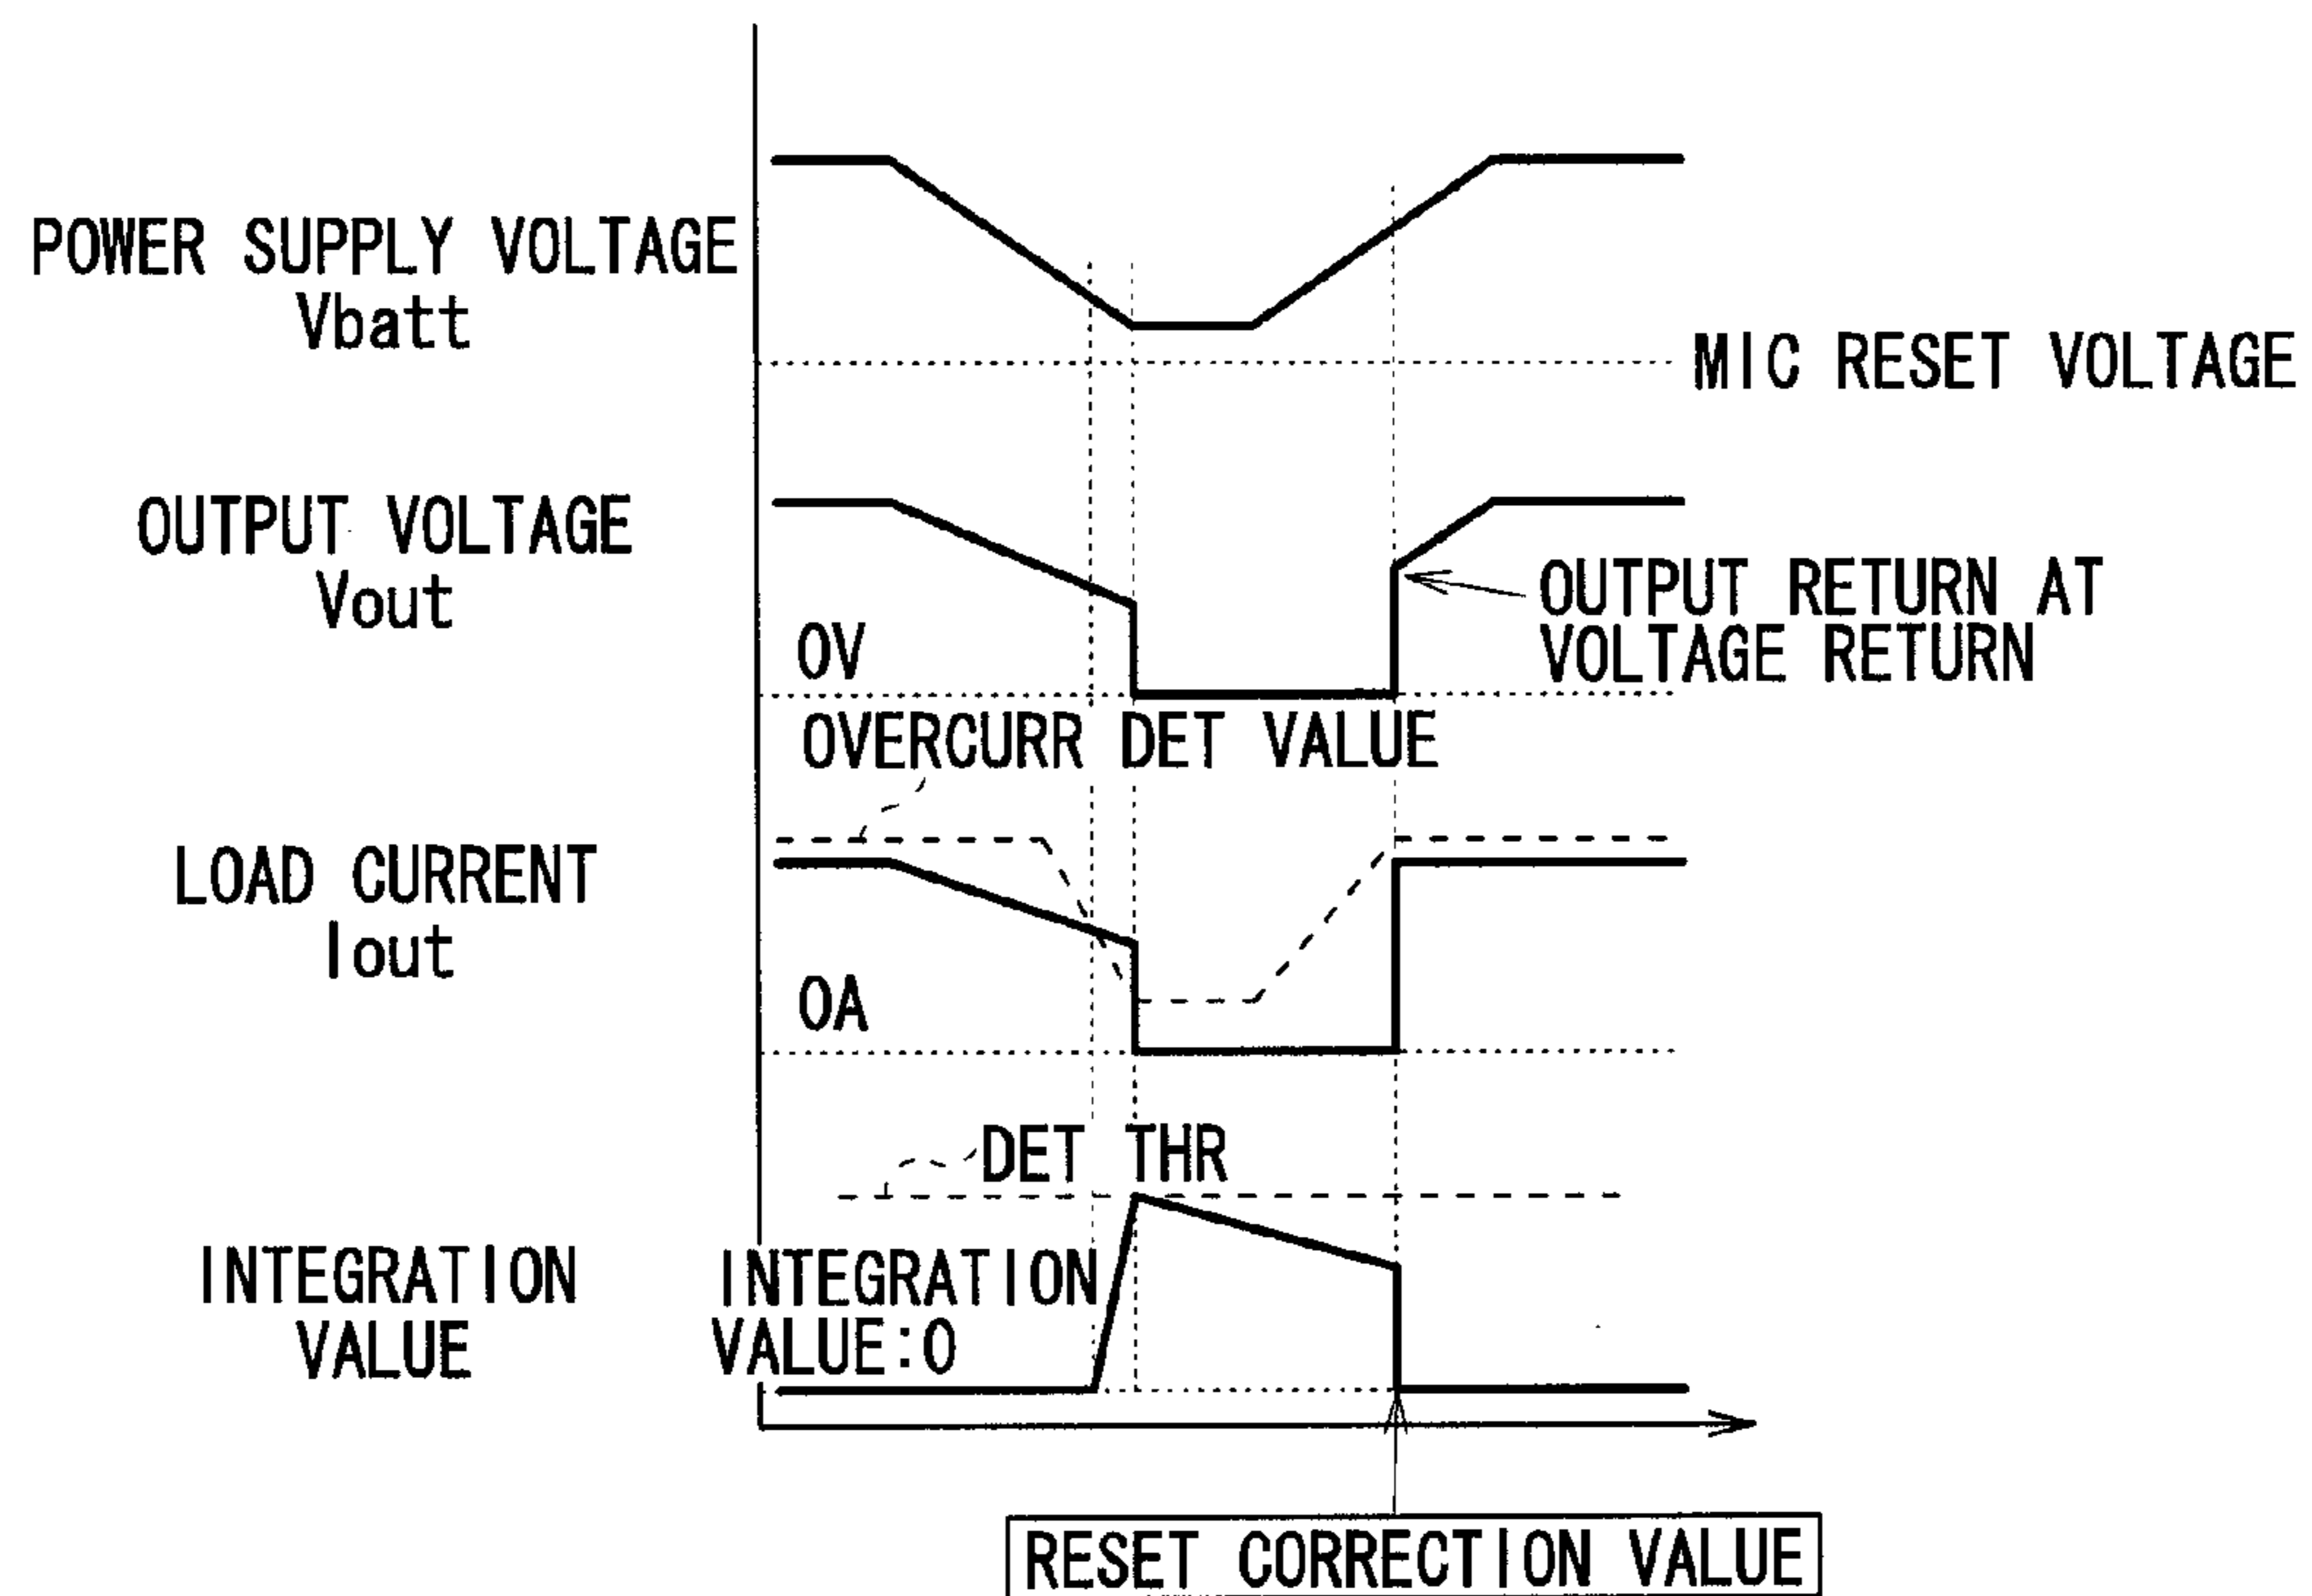 POWER SUPPLY VOLTAGE
Vbatt
MIC RESET VOLTAGE
OUTPUT VOLTAGE
Vout
OUTPUT RETURN AT
VOLTAGE RETURN
0V
OVERCURR DET VALUE
LOAD CURRENT
Iout
0A
DET THR
INTEGRATION
VALUE
INTEGRATION
VALUE:0
RESET CORRECTION VALUE